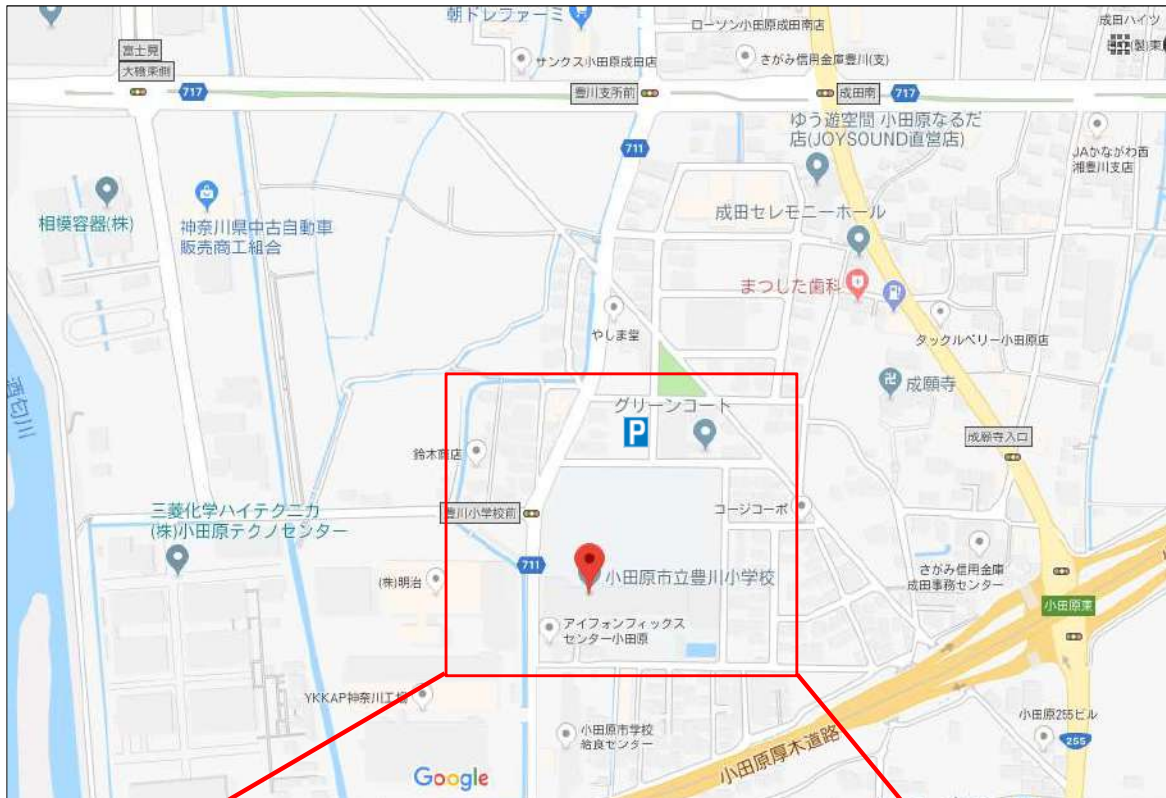 朝ドレファーミ
ローソン小田原成田南店
成田ハイツ
富士見
大橋東側
サンクス小田原成田店
さがみ信用金庫豊川(支)
717
豊川支所前
成田南
717
ゆう遊空間 小田原なるだ
店(JOYSOUND直営店)
711
JAかながわ西
湘豊川支店
相模容器(株)
神奈川県中古自動車
販売商工組合
成田セレモニーホール
まつした歯科
やしま堂
タックルベリー小田原店
酒匂川
成願寺
グリーンコート
P
成願寺入口
鈴木商店
豊川小学校前
コージコーポ
三菱化学ハイテクニカ
(株)小田原テクノセンター
711
小田原市立豊川小学校
さがみ信用金庫
成田事務センター
(株)明治
小田原東
アイフォンフィックス
センター小田原
YKKAP神奈川工場
小田原市学校
給食センター
小田原255ビル
255
小田原厚木道路
Google